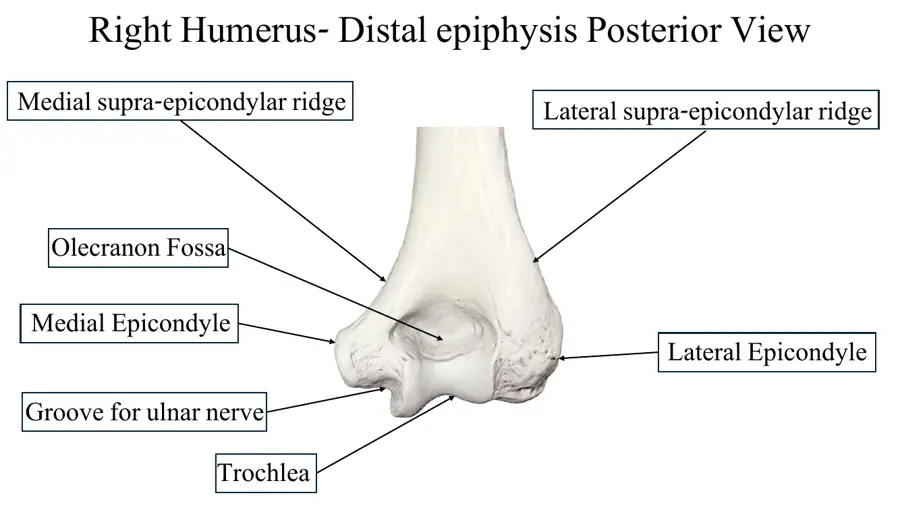 Right Humerus- Distal epiphysis Posterior View
Medial supra-epicondylar ridge
Lateral supra-epicondylar ridge
Olecranon Fossa
Medial Epicondyle
Lateral Epicondyle
Groove for ulnar nerve
Trochlea